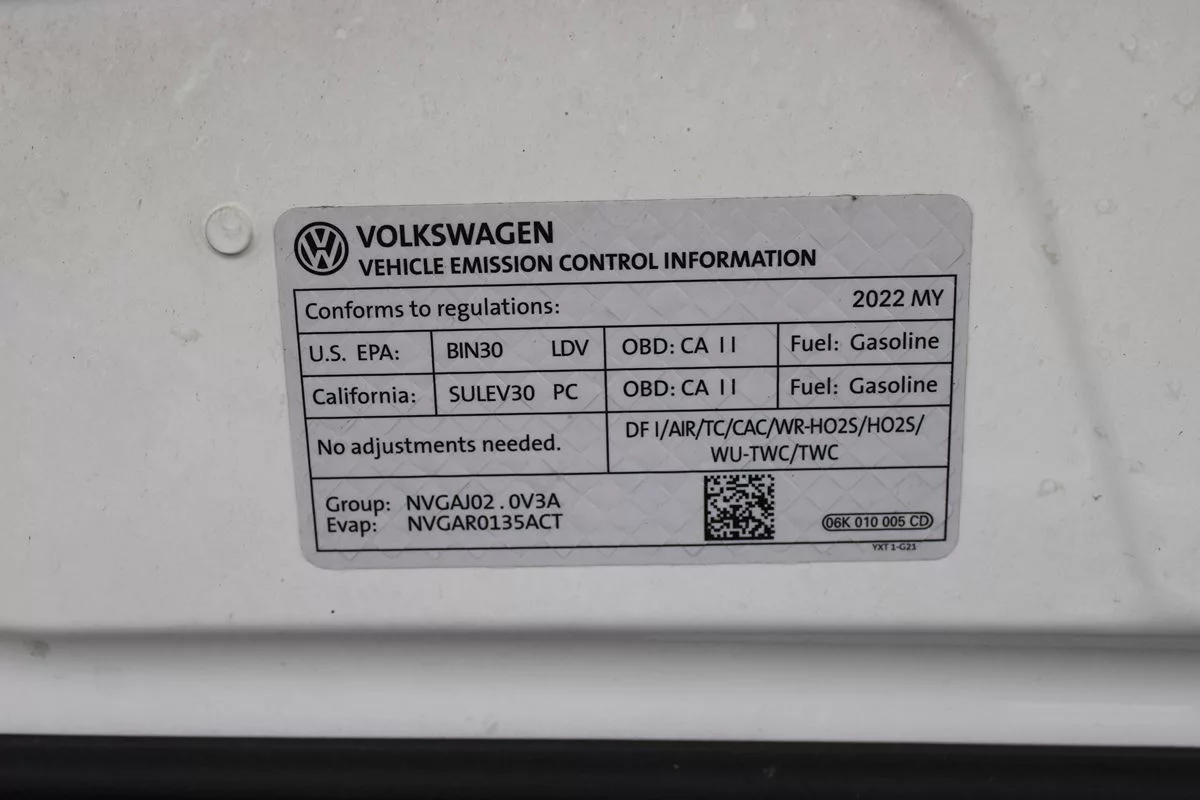 VOLKSWAGEN
VEHICLE EMISSION CONTROL INFORMATION
Conforms to regulations: 2022 MY
U.S. EPA: BIN30 LDV OBD: CA II Fuel: Gasoline
California: SULEV30 PC OBD: CA II Fuel: Gasoline
No adjustments needed.
DF I/AIR/TC/CAC/WR-HO2S/HO2S/
WU-TWC/TWC
Group: NVGAJ02.0V3A
Evap: NVGAR0135ACT
06K 010 005 CD
YXT 1-G21